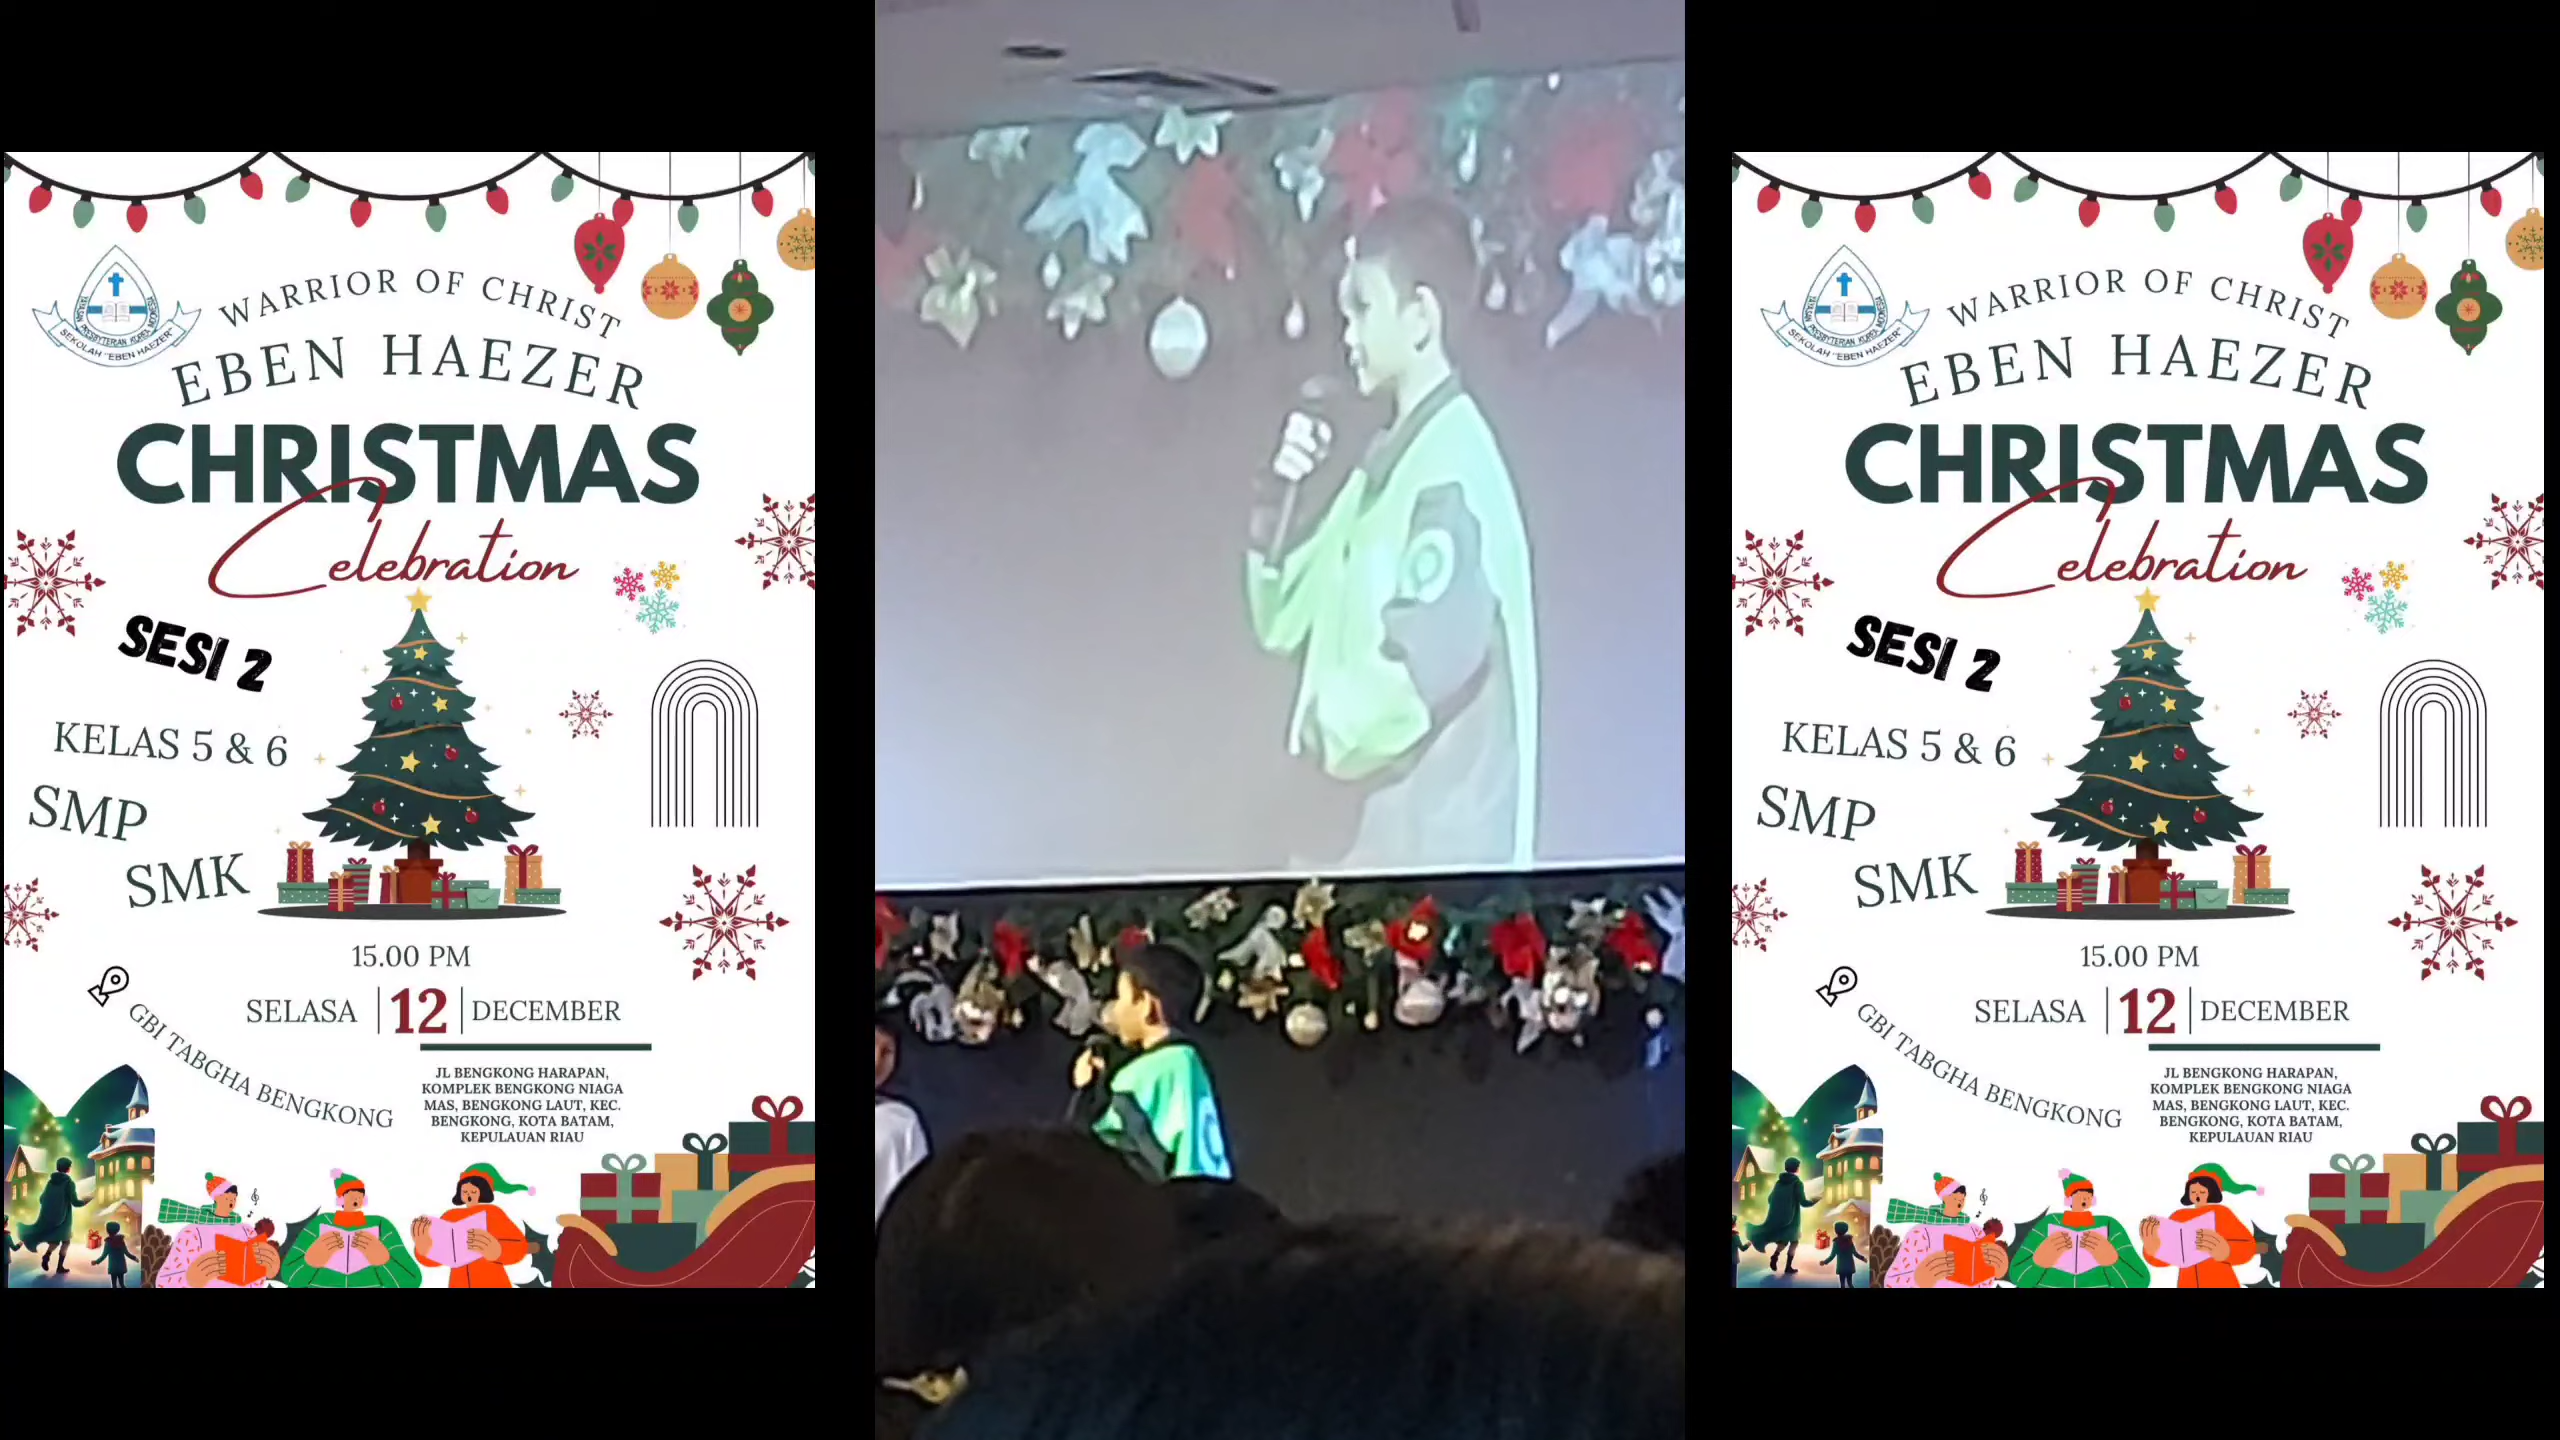 WARRIOR OF CHRIST
EBEN HAEZER
CHRISTMAS
Celebration
SEKOLAH "EBEN HAEZER"
SESI 2
KELAS 5 & 6
SMP
SMK
15.00 PM
SELASA 12 DECEMBER
GBI TABGHA BENGKONG
JL BENGKONG HARAPAN,
KOMPLEK BENGKONG NIAGA
MAS, BENGKONG LAUT, KEC.
BENGKONG, KOTA BATAM,
KEPULAUAN RIAU
WARRIOR OF CHRIST
EBEN HAEZER
CHRISTMAS
Celebration
SEKOLAH "EBEN HAEZER"
SESI 2
KELAS 5 & 6
SMP
SMK
15.00 PM
SELASA 12 DECEMBER
GBI TABGHA BENGKONG
JL BENGKONG HARAPAN,
KOMPLEK BENGKONG NIAGA
MAS, BENGKONG LAUT, KEC.
BENGKONG, KOTA BATAM,
KEPULAUAN RIAU